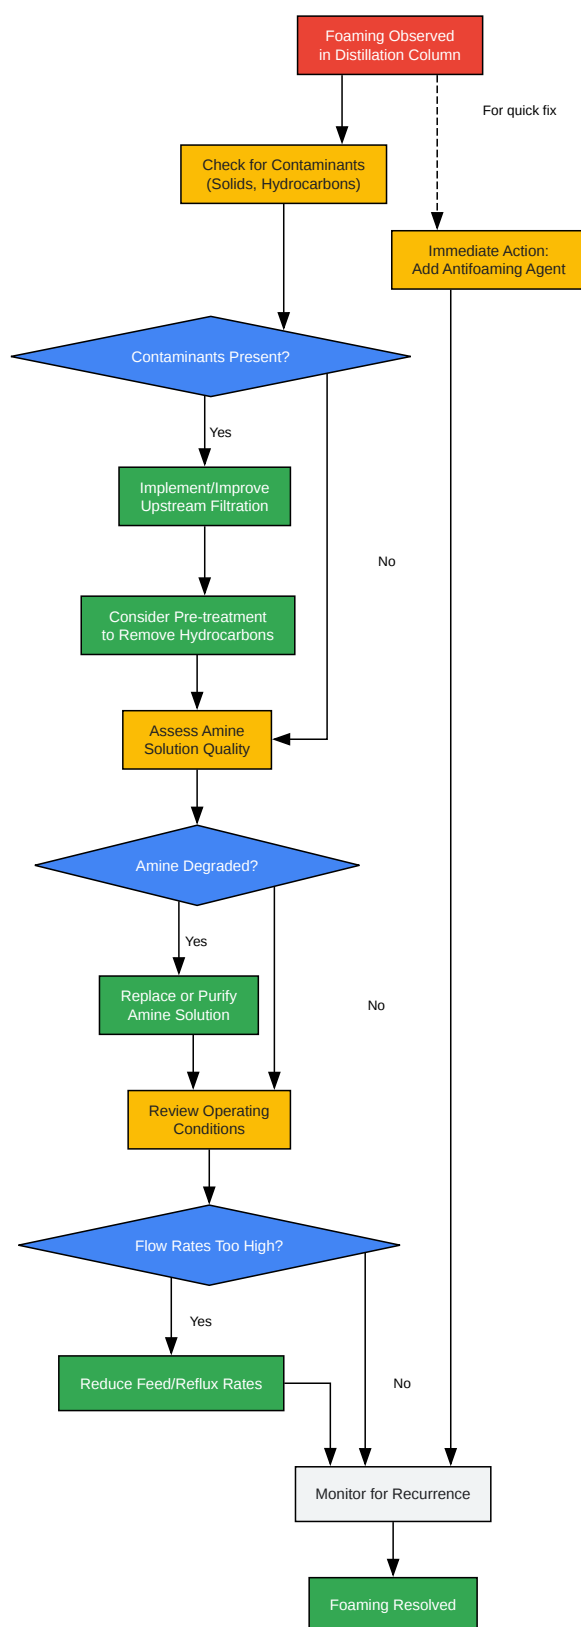 Foaming Observed
in Distillation Column
For quick fix
Check for Contaminants
(Solids, Hydrocarbons)
Immediate Action:
Add Antifoaming Agent
Contaminants Present?
Yes
Implement/Improve
Upstream Filtration
No
Consider Pre-treatment
to Remove Hydrocarbons
Assess Amine
Solution Quality
Amine Degraded?
Yes
Replace or Purify
Amine Solution
No
Review Operating
Conditions
Flow Rates Too High?
Yes
Reduce Feed/Reflux Rates
No
Monitor for Recurrence
Foaming Resolved